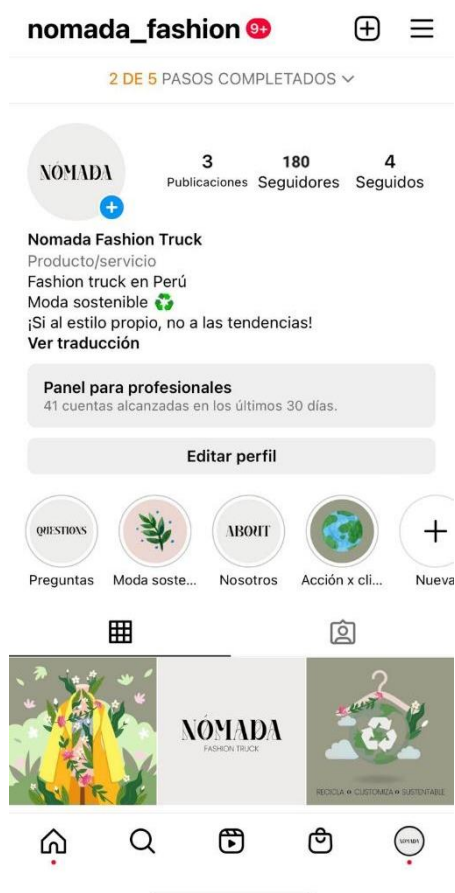 nomada_fashion 9+
2 DE 5 PASOS COMPLETADOS
NÓMADA
3 180 4
Publicaciones Seguidores Seguidos
Nomada Fashion Truck
Producto/servicio
Fashion truck en Perú
Moda sostenible ♻️
¡Si al estilo propio, no a las tendencias!
Ver traducción
Panel para profesionales
41 cuentas alcanzadas en los últimos 30 días.
Editar perfil
QUESTIONS ABOUT
Preguntas Moda soste... Nosotros Acción x cli... Nueva
NÓMADA
FASHION TRUCK
RECICLA CUSTOMIZA SUSTENTABLE
NÓMADA